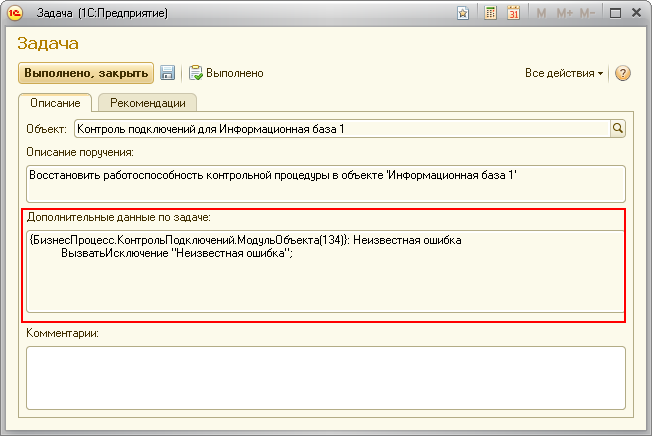 1С Задача (1С:Предприятие) 31 M M+ M-
Задача
Выполнено, закрыть Выполнено Все действия ?
Описание Рекомендации
Объект: Контроль подключений для Информационная база 1
Описание поручения:
Восстановить работоспособность контрольной процедуры в объекте 'Информационная база 1'
Дополнительные данные по задаче:
{БизнесПроцесс.КонтрольПодключений.МодульОбъекта(134)}: Неизвестная ошибка
ВызватьИсключение "Неизвестная ошибка";
Комментарии: